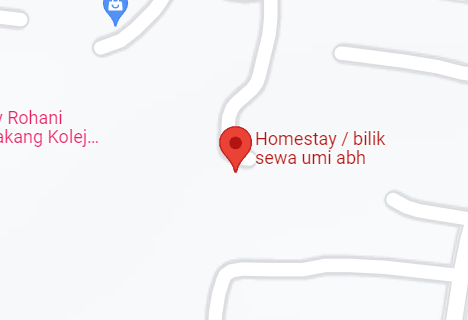 y Rohani
akang Kolej...
Homestay / bilik
sewa umi abh